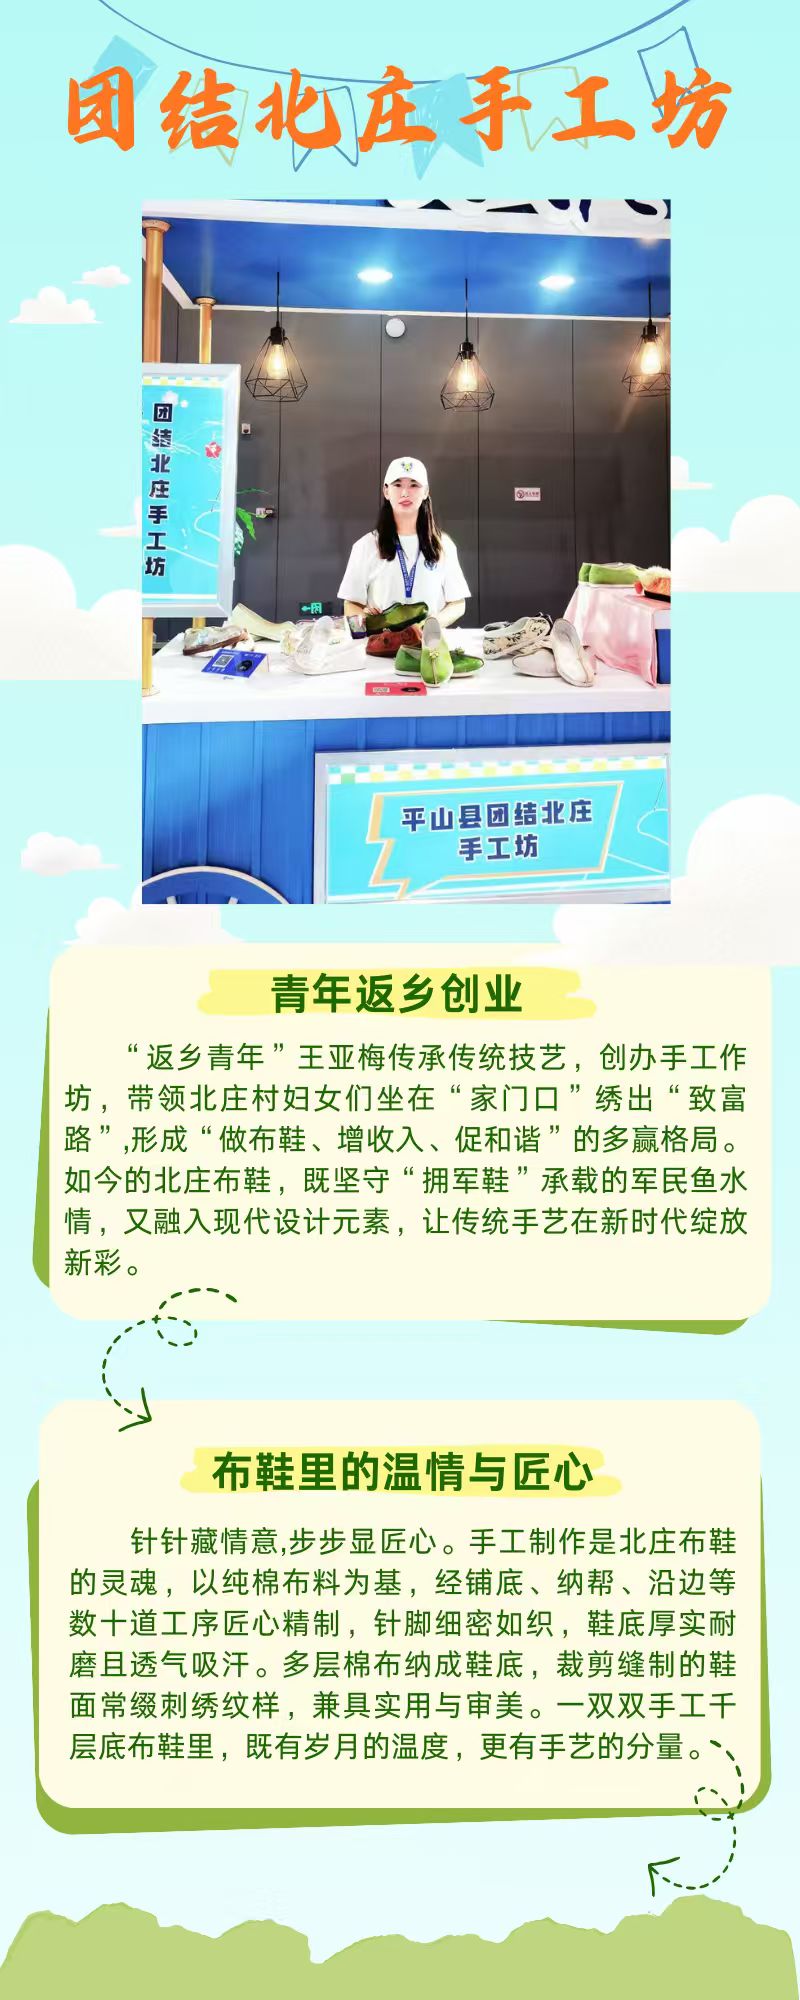 团结北庄手工坊
团结北庄手工坊
平山县团结北庄
手工坊
青年返乡创业
“返乡青年”王亚梅传承传统技艺，创办手工作
坊，带领北庄村妇女们坐在“家门口”绣出“致富
路”,形成“做布鞋、增收入、促和谐”的多赢格局。
如今的北庄布鞋，既坚守“拥军鞋”承载的军民鱼水
情，又融入现代设计元素，让传统手艺在新时代绽放
新彩。
布鞋里的温情与匠心
针针藏情意,步步显匠心。手工制作是北庄布鞋
的灵魂，以纯棉布料为基，经铺底、纳帮、沿边等
数十道工序匠心精制，针脚细密如织，鞋底厚实耐
磨且透气吸汗。多层棉布纳成鞋底，裁剪缝制的鞋
面常缀刺绣纹样，兼具实用与审美。一双双手工千
层底布鞋里，既有岁月的温度，更有手艺的分量。